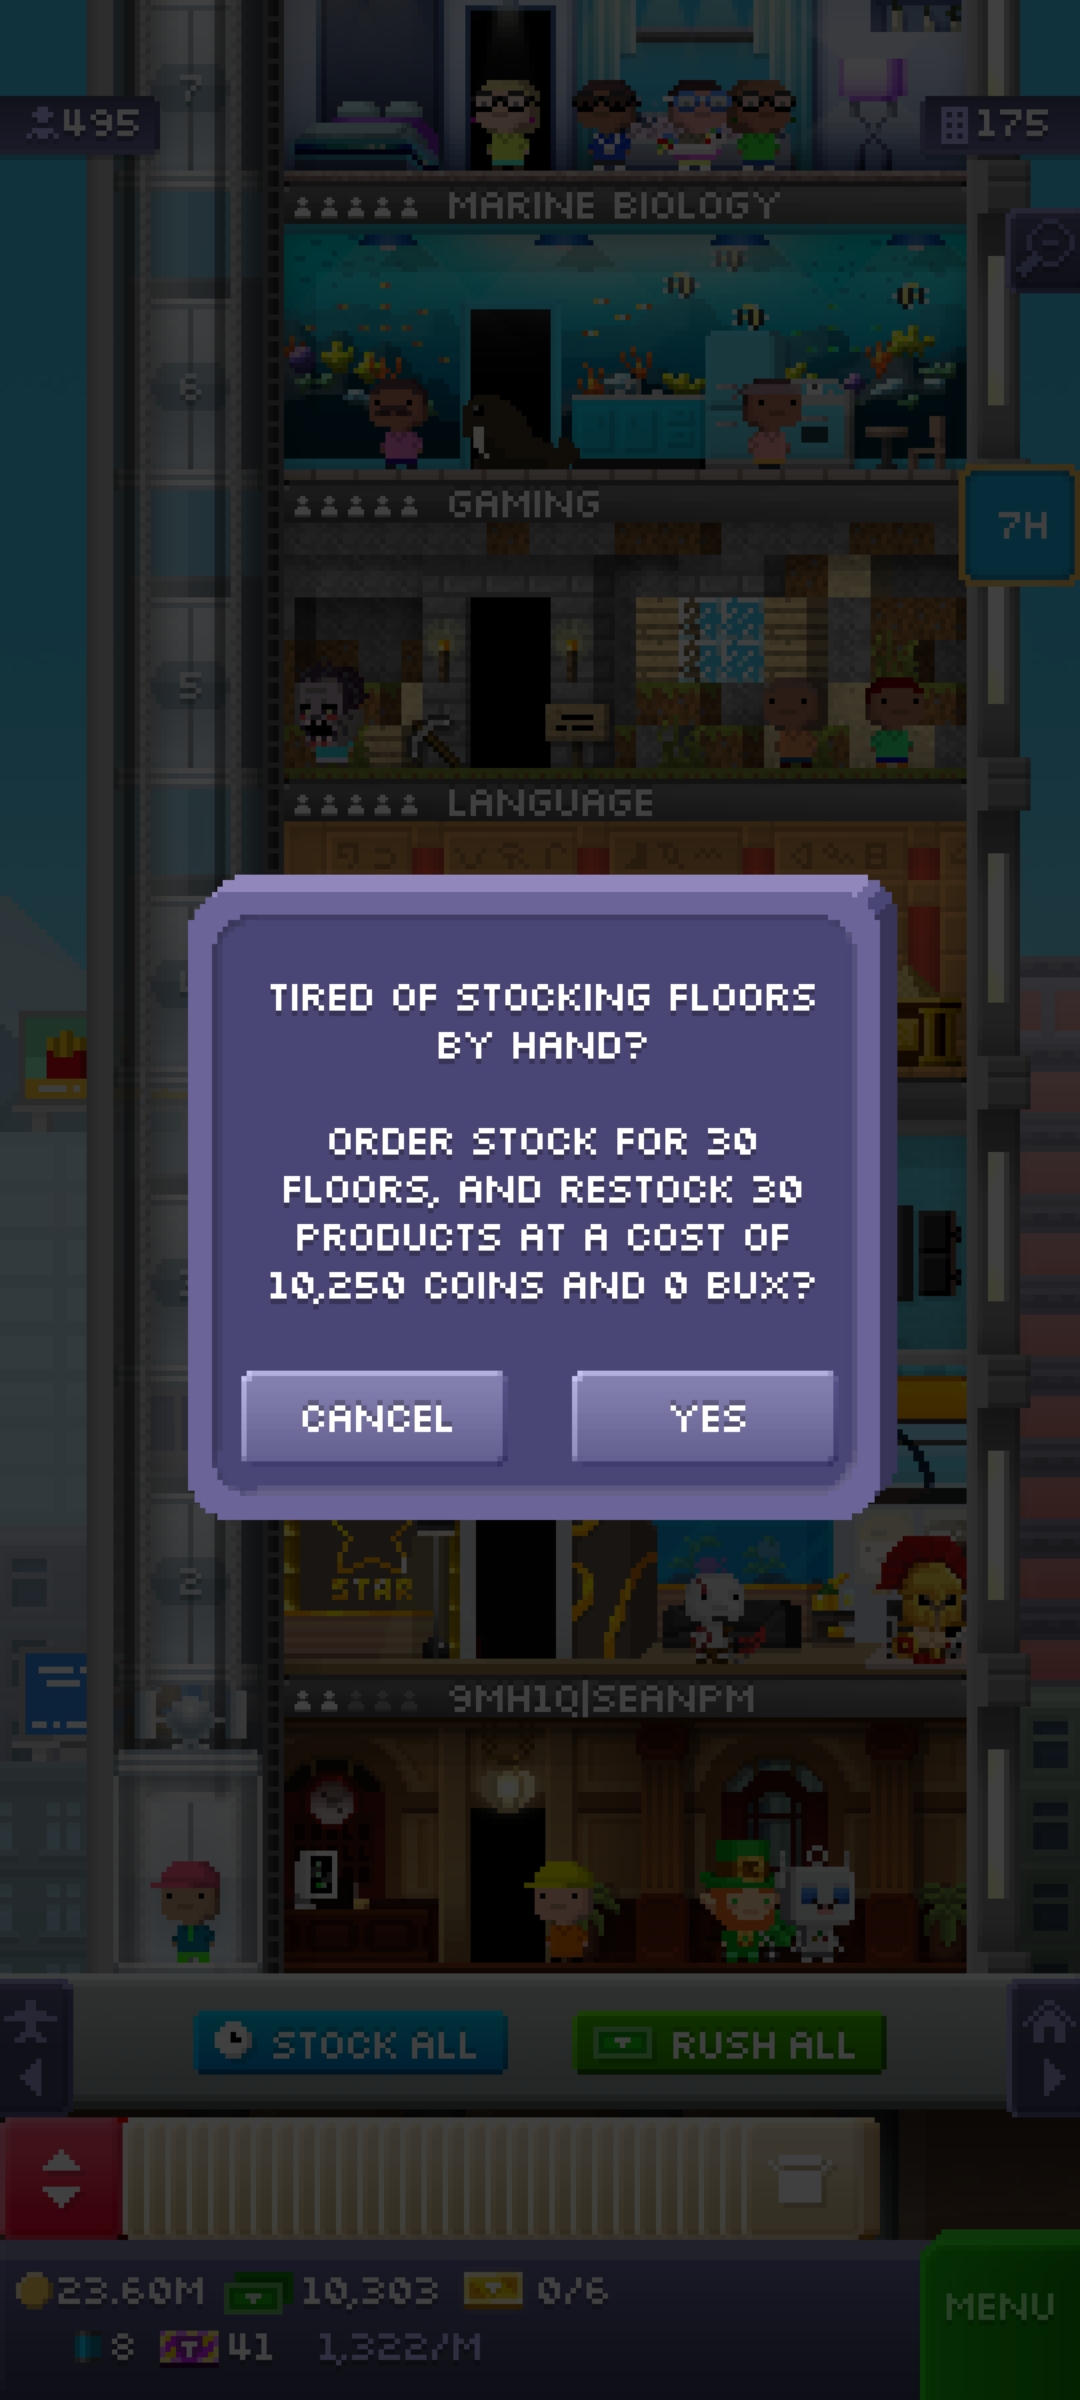 7
495
175
MARINE BIOLOGY
6
GAMING
7H
5
LANGUAGE
TIRED OF STOCKING FLOORS
BY HAND?
ORDER STOCK FOR 30
FLOORS, AND RESTOCK 30
PRODUCTS AT A COST OF
10,250 COINS AND 0 BUX?
CANCEL
YES
2
STAR
9MH1Q|SEANPM
STOCK ALL
RUSH ALL
23.60M
10,303
0/6
MENU
8
41
1,322/M